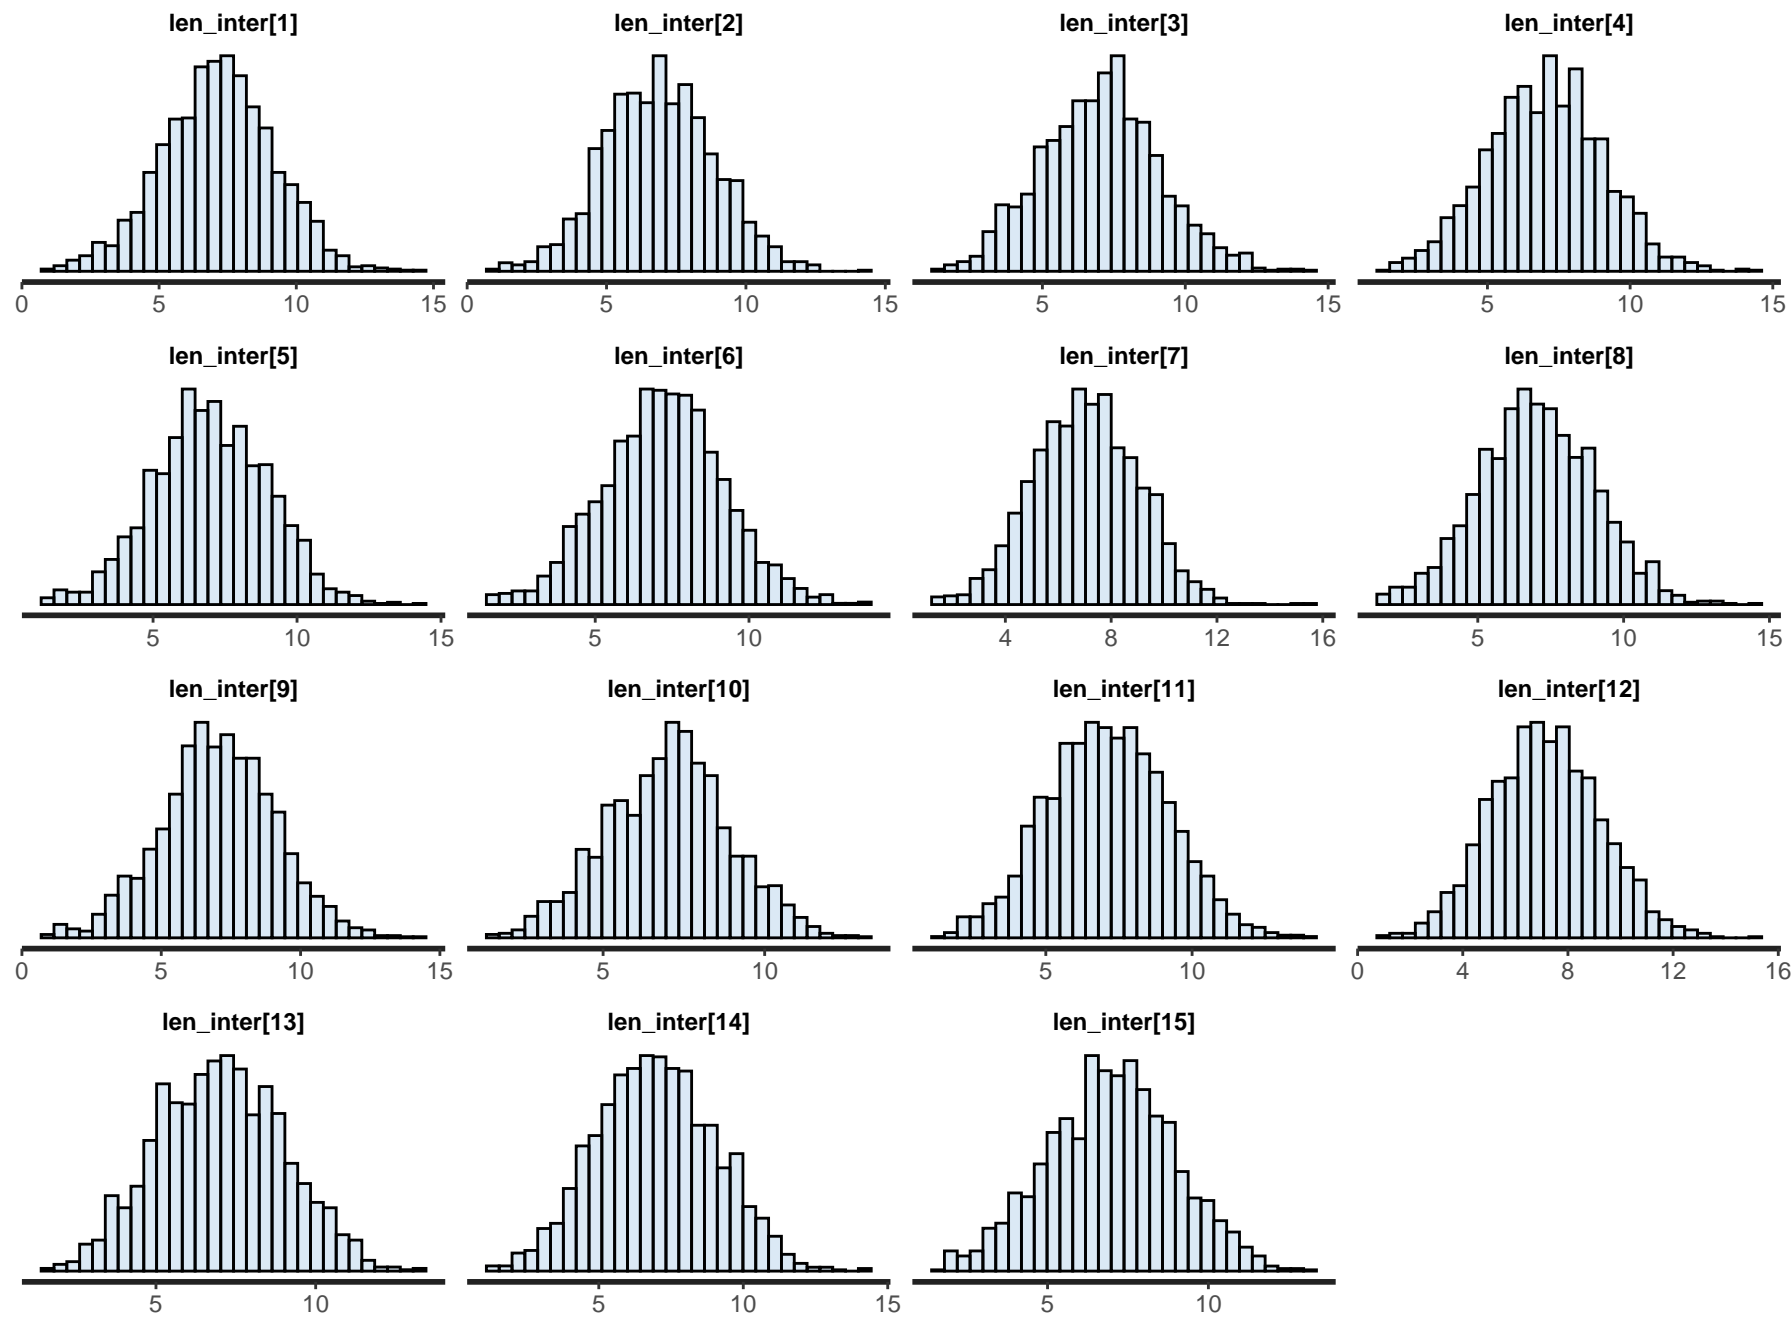 len_inter[1] len_inter[2] len_inter[3] len_inter[4]
0 5 10 15 0 5 10 15 5 10 15 5 10 15
len_inter[5] len_inter[6] len_inter[7] len_inter[8]
5 10 15 5 10 4 8 12 16 5 10 15
len_inter[9] len_inter[10] len_inter[11] len_inter[12]
0 5 10 15 5 10 5 10 0 4 8 12 16
len_inter[13] len_inter[14] len_inter[15]
5 10 5 10 15 5 10